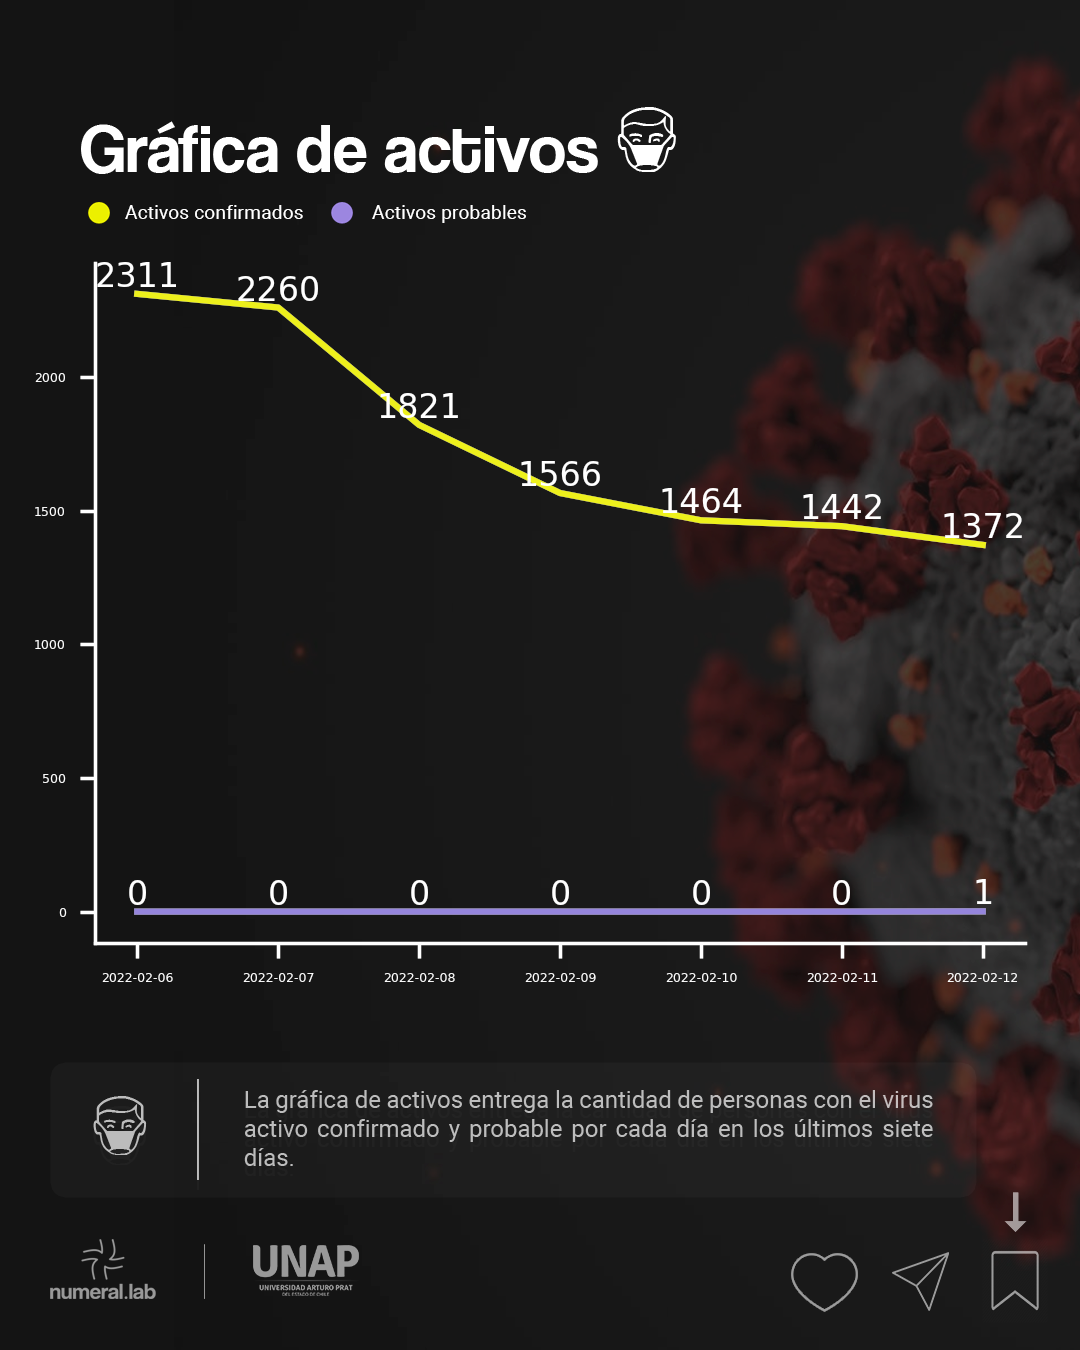 Gráfica de activos
Activos confirmados Activos probables
2311
2260
1821
1566
1464
1442
1372
2000
1500
1000
500
0
0 0 0 0 0 0 1
2022-02-06 2022-02-07 2022-02-08 2022-02-09 2022-02-10 2022-02-11 2022-02-12
La gráfica de activos entrega la cantidad de personas con el virus
activo confirmado y probable por cada día en los últimos siete
días.
numeral.lab
UNAP
UNIVERSIDAD ARTURO PRAT
DEL ESTADO DE CHILE